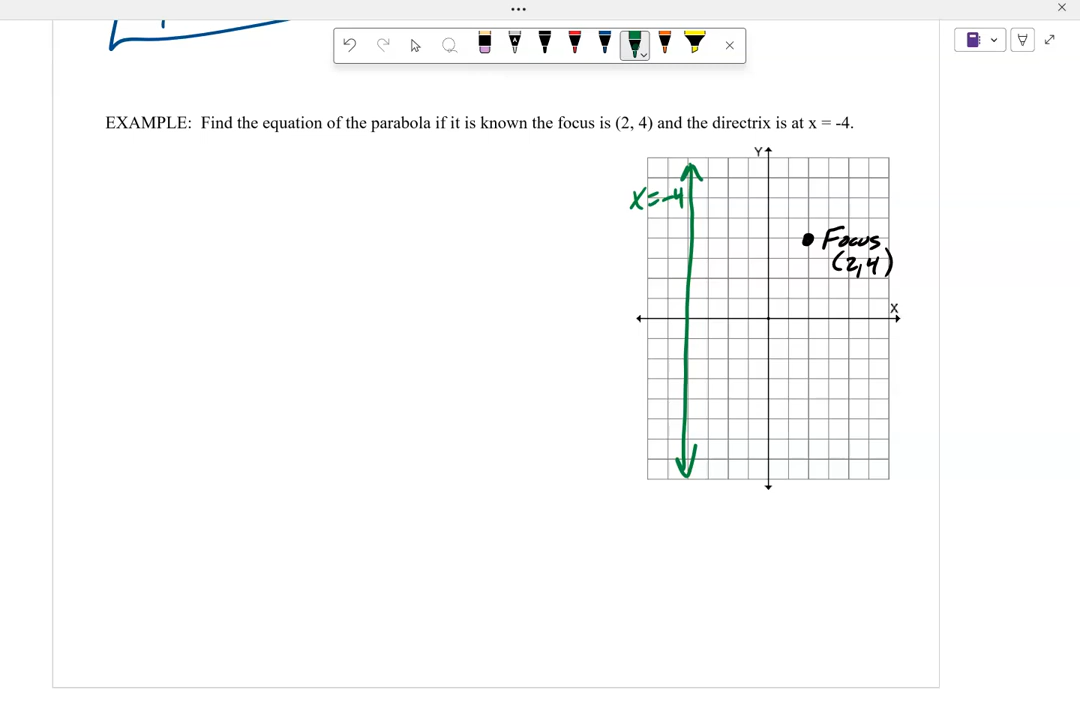 EXAMPLE: Find the equation of the parabola if it is known the focus is (2, 4) and the directrix is at x = -4.
Y
x=-4
Focus
(2,4)
X